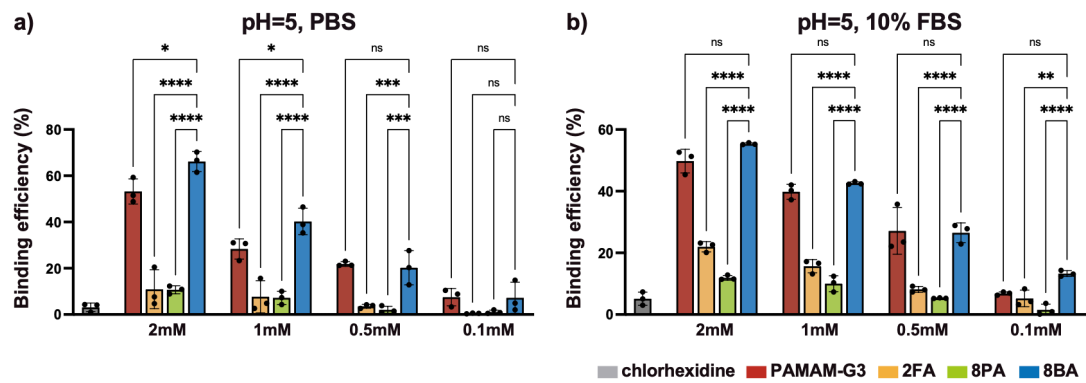 a) pH=5, PBS
* * ns ns
**** **** *** ns
**** **** *** ns
Binding efficiency (%)
80
60
40
20
0
2mM 1mM 0.5mM 0.1mM
b) pH=5, 10% FBS
ns ns ns ns
**** **** **** **
**** **** **** ****
Binding efficiency (%)
60
40
20
0
2mM 1mM 0.5mM 0.1mM
chlorhexidine PAMAM-G3 2FA 8PA 8BA